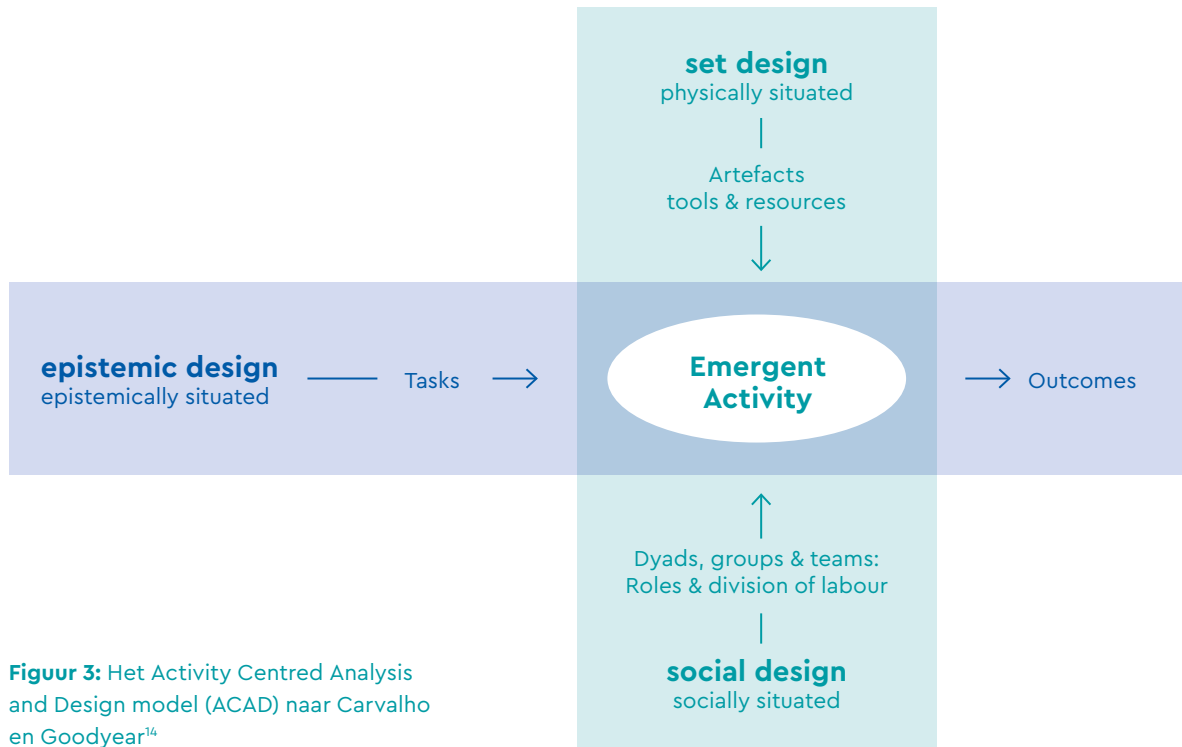 set design
physically situated
Artefacts
tools & resources
epistemic design
epistemically situated
Tasks
Emergent
Activity
Outcomes
Dyads, groups & teams:
Roles & division of labour
social design
socially situated
Figuur 3: Het Activity Centred Analysis
and Design model (ACAD) naar Carvalho
en Goodyear¹⁴